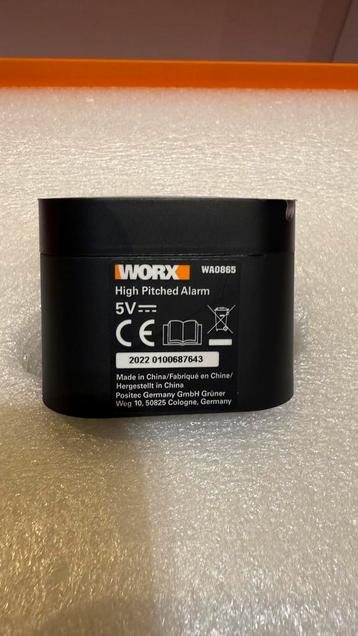 WORX WA0865
High Pitched Alarm
5V
CE
2022 0100687643
Made in China/Fabriqué en Chine/
Hergestellt in China
Positec Germany GmbH Grüner
Weg 10, 50825 Cologne, Germany